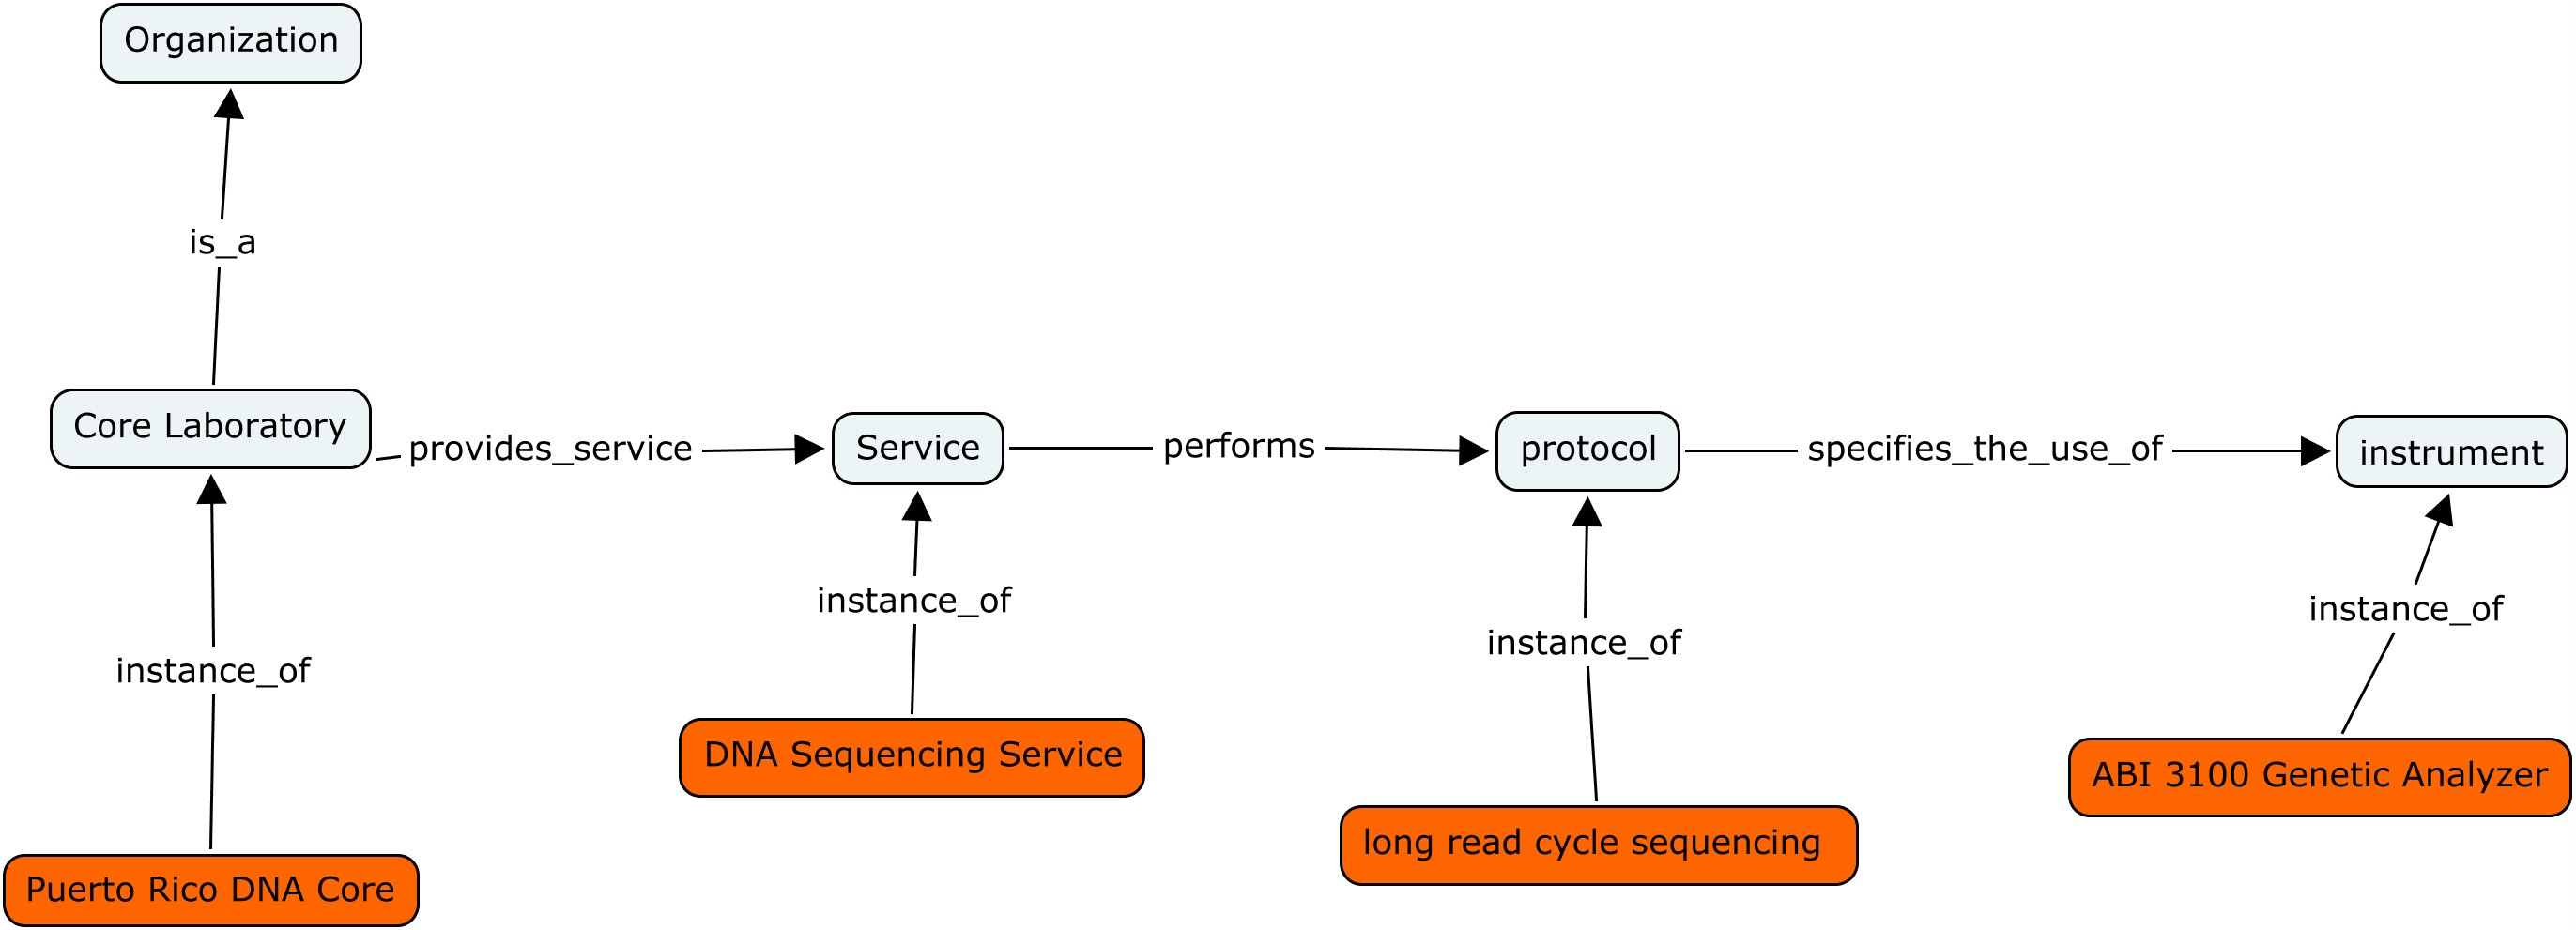 Organization
is_a
Core Laboratory
provides_service
Service
performs
protocol
specifies_the_use_of
instrument
instance_of
instance_of
instance_of
instance_of
DNA Sequencing Service
ABI 3100 Genetic Analyzer
long read cycle sequencing
Puerto Rico DNA Core